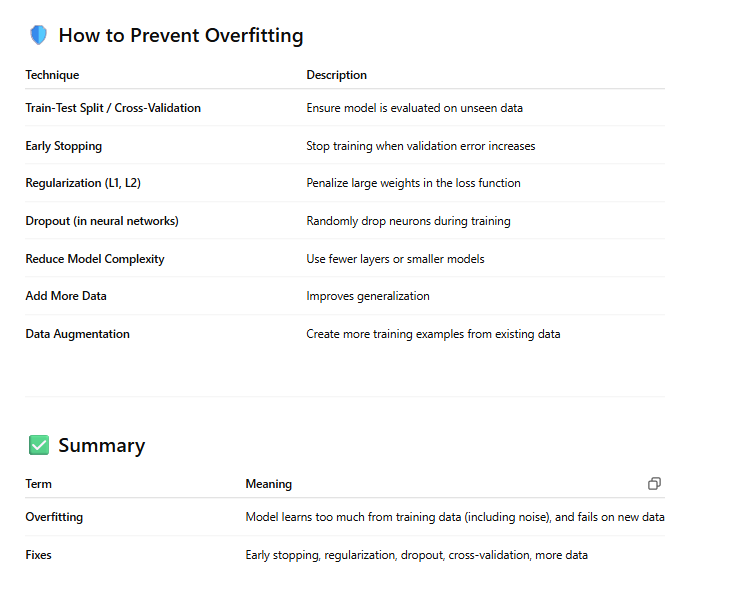 How to Prevent Overfitting
Technique Description
Train-Test Split / Cross-Validation Ensure model is evaluated on unseen data
Early Stopping Stop training when validation error increases
Regularization (L1, L2) Penalize large weights in the loss function
Dropout (in neural networks) Randomly drop neurons during training
Reduce Model Complexity Use fewer layers or smaller models
Add More Data Improves generalization
Data Augmentation Create more training examples from existing data
Summary
Term Meaning
Overfitting Model learns too much from training data (including noise), and fails on new data
Fixes Early stopping, regularization, dropout, cross-validation, more data